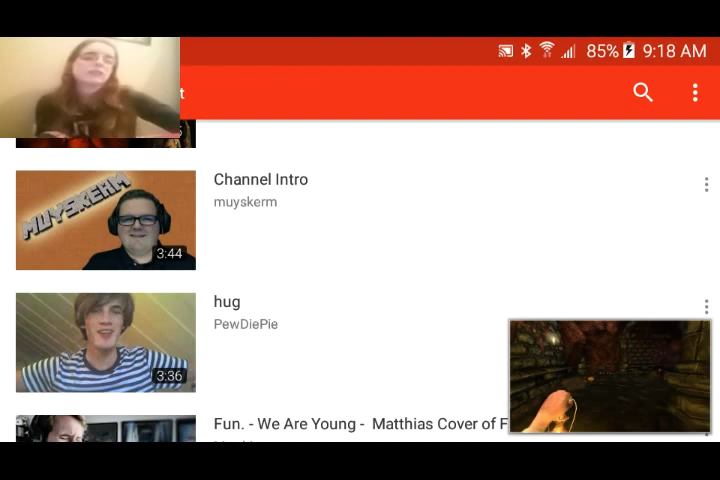 85% 9:18 AM
t
Channel Intro
muyskerm
MUYSKERM
3:44
hug
PewDiePie
3:36
Fun. - We Are Young - Matthias Cover of F